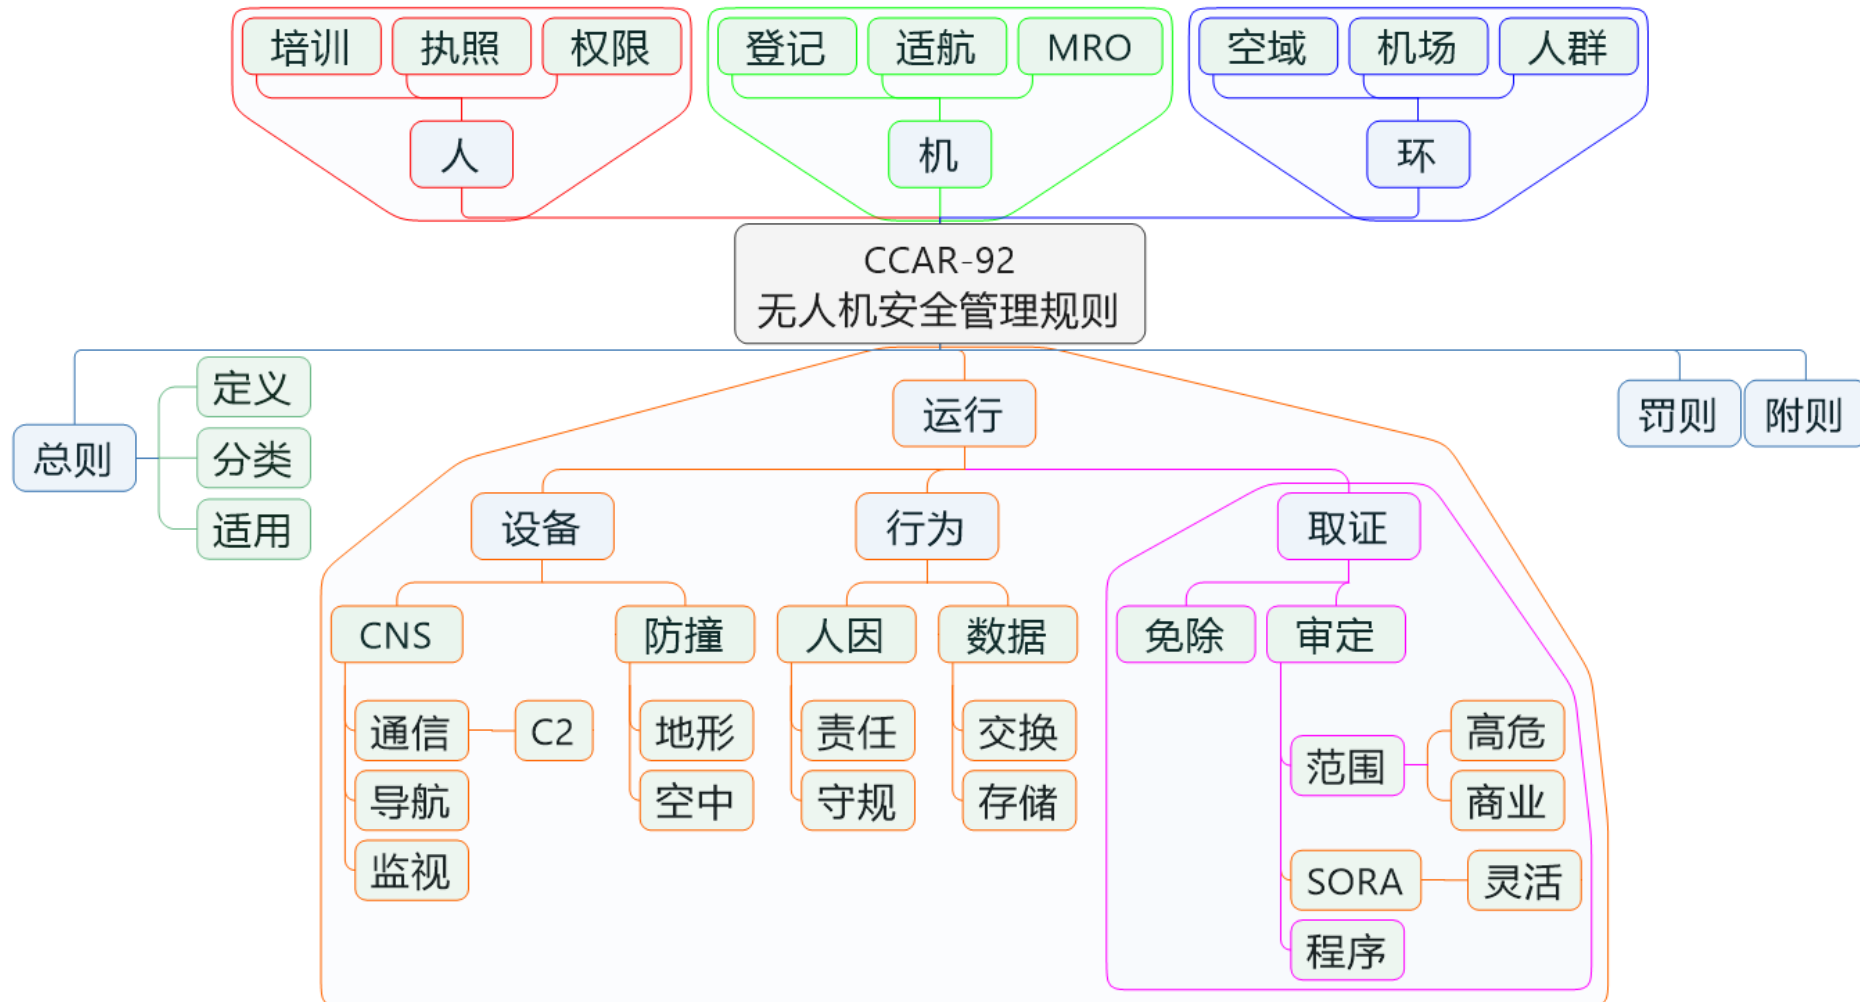 培训
执照
权限
登记
适航
MRO
空域
机场
人群
人
机
环
CCAR-92
无人机安全管理规则
总则
定义
分类
适用
运行
罚则
附则
设备
行为
取证
CNS
防撞
人因
数据
免除
审定
通信
C2
地形
责任
交换
范围
高危
商业
导航
空中
守规
存储
监视
SORA
灵活
程序